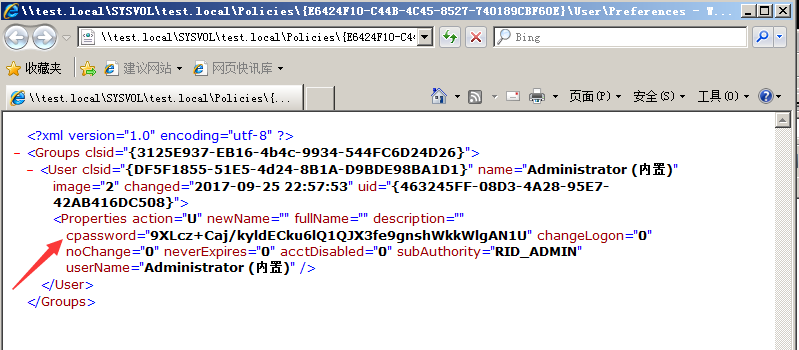 \\test.local\SYSVOL\test.local\Policies\{E6424F10-C44B-4C45-8527-740189CBF60E}\User\Preferences - W...
\\test.local\SYSVOL\test.local\Policies\{E6424F10-C44
Bing
收藏夹 建议网站 网页快讯库
\\test.local\SYSVOL\test.local\Policies\{...
页面(P) 安全(S) 工具(O)
<?xml version="1.0" encoding="utf-8" ?>
- <Groups clsid="{3125E937-EB16-4b4c-9934-544FC6D24D26}">
- <User clsid="{DF5F1855-51E5-4d24-8B1A-D9BDE98BA1D1}" name="Administrator (内置)"
image="2" changed="2017-09-25 22:57:53" uid="{463245FF-08D3-4A28-95E7-
42AB416DC508}">
<Properties action="U" newName="" fullName="" description=""
cpassword="9XLcz+Caj/kyldECku6lQ1QJX3fe9gnshWkkWlgAN1U" changeLogon="0"
noChange="0" neverExpires="0" acctDisabled="0" subAuthority="RID_ADMIN"
userName="Administrator (内置)" />
</User>
</Groups>